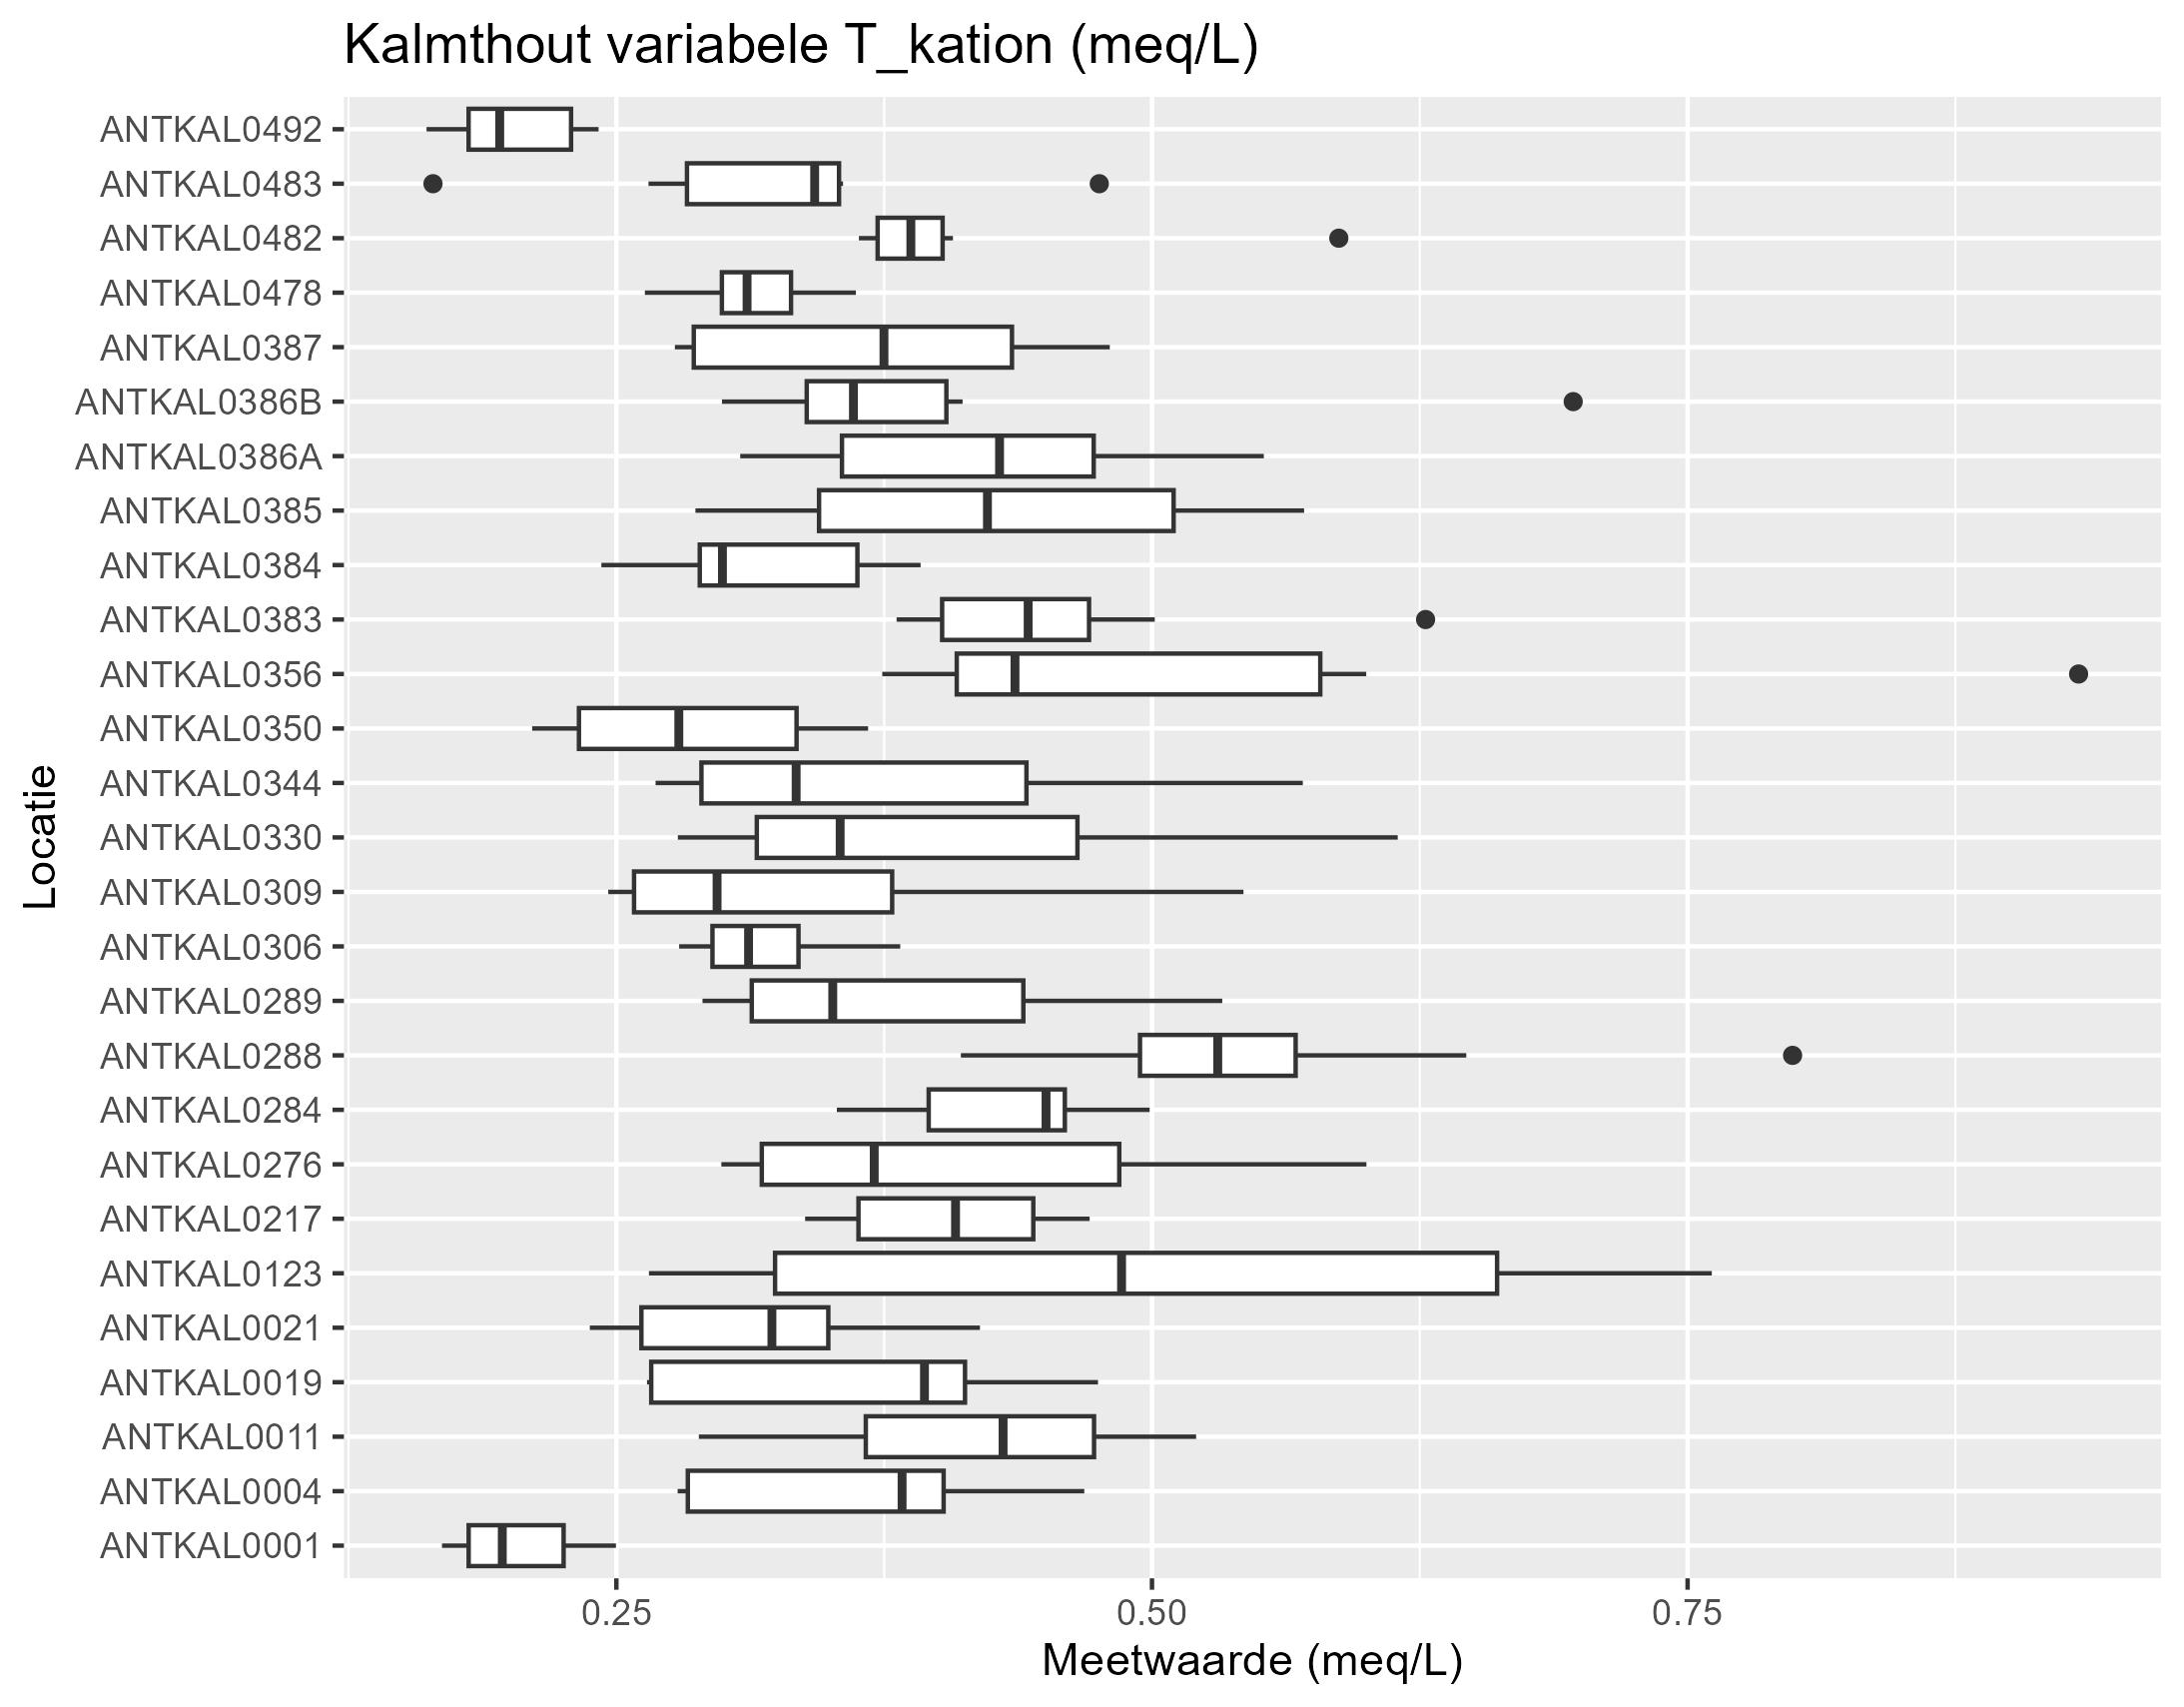 Kalmthout variabele T_kation (meq/L)
ANTKAL0492
ANTKAL0483
ANTKAL0482
ANTKAL0478
ANTKAL0387
ANTKAL0386B
ANTKAL0386A
ANTKAL0385
ANTKAL0384
ANTKAL0383
ANTKAL0356
ANTKAL0350
ANTKAL0344
ANTKAL0330
ANTKAL0309
ANTKAL0306
ANTKAL0289
ANTKAL0288
ANTKAL0284
ANTKAL0276
ANTKAL0217
ANTKAL0123
ANTKAL0021
ANTKAL0019
ANTKAL0011
ANTKAL0004
ANTKAL0001
Locatie
0.25 0.50 0.75
Meetwaarde (meq/L)